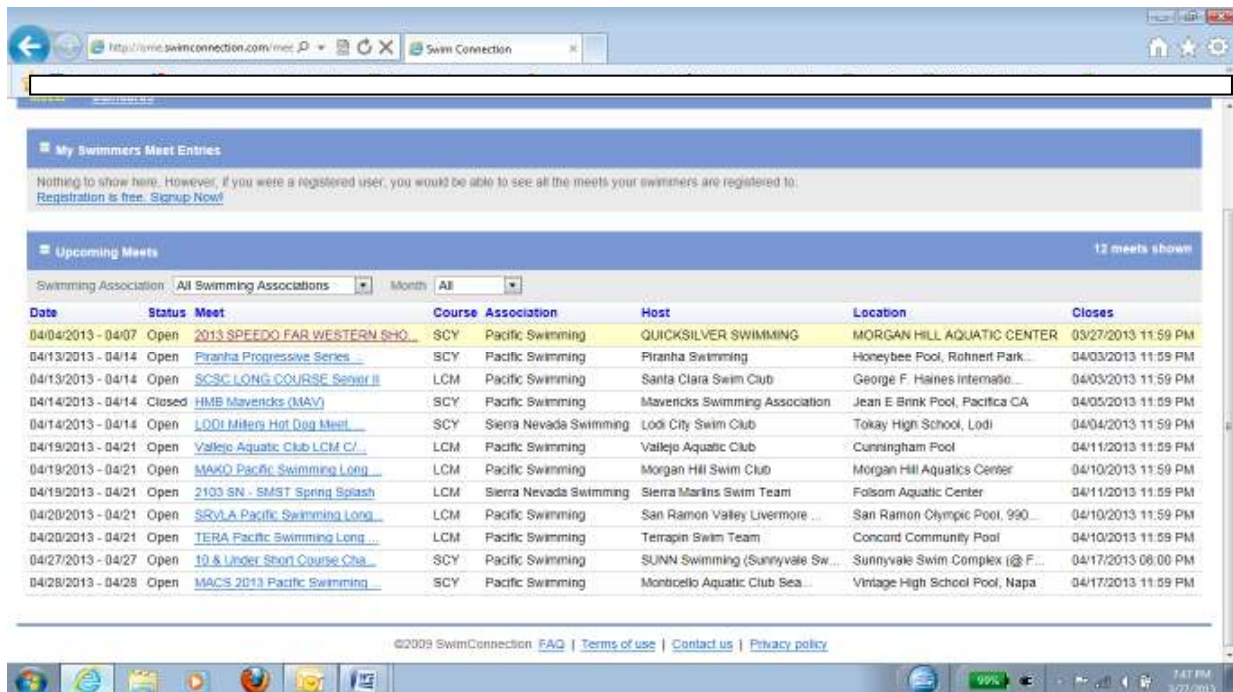 http://ome.swimconnection.com/mee
Swim Connection
My Swimmers Meet Entries
Nothing to show here. However, if you were a registered user, you would be able to see all the meets your swimmers are registered to.
Registration is free. Signup Now!
Upcoming Meets 12 meets shown
Swimming Association All Swimming Associations Month All
Date Status Meet Course Association Host Location Closes
04/04/2013 - 04/07 Open 2013 SPEEDO FAR WESTERN SHO... SCY Pacific Swimming QUICKSILVER SWIMMING MORGAN HILL AQUATIC CENTER 03/27/2013 11:59 PM
04/13/2013 - 04/14 Open Piranha Progressive Series ... SCY Pacific Swimming Piranha Swimming Honeybee Pool, Rohnert Park... 04/03/2013 11:59 PM
04/13/2013 - 04/14 Open SCSC LONG COURSE Senior II LCM Pacific Swimming Santa Clara Swim Club George F. Haines Internatio... 04/03/2013 11:59 PM
04/14/2013 - 04/14 Closed HMB Mavericks (MAV) SCY Pacific Swimming Mavericks Swimming Association Jean E Brink Pool, Pacifica CA 04/05/2013 11:59 PM
04/14/2013 - 04/14 Open LODI Millers Hot Dog Meet, ... SCY Sierra Nevada Swimming Lodi City Swim Club Tokay High School, Lodi 04/04/2013 11:59 PM
04/19/2013 - 04/21 Open Vallejo Aquatic Club LCM C/... LCM Pacific Swimming Vallejo Aquatic Club Cunningham Pool 04/11/2013 11:59 PM
04/19/2013 - 04/21 Open MAKO Pacific Swimming Long ... LCM Pacific Swimming Morgan Hill Swim Club Morgan Hill Aquatics Center 04/10/2013 11:59 PM
04/19/2013 - 04/21 Open 2103 SN - SMST Spring Splash LCM Sierra Nevada Swimming Sierra Marlins Swim Team Folsom Aquatic Center 04/11/2013 11:59 PM
04/20/2013 - 04/21 Open SRVLA Pacific Swimming Long... LCM Pacific Swimming San Ramon Valley Livermore ... San Ramon Olympic Pool, 990... 04/10/2013 11:59 PM
04/20/2013 - 04/21 Open TERA Pacific Swimming Long ... LCM Pacific Swimming Terrapin Swim Team Concord Community Pool 04/10/2013 11:59 PM
04/27/2013 - 04/27 Open 10 & Under Short Course Cha... SCY Pacific Swimming SUNN Swimming (Sunnyvale Sw... Sunnyvale Swim Complex (@ F... 04/17/2013 06:00 PM
04/28/2013 - 04/28 Open MACS 2013 Pacific Swimming ... SCY Pacific Swimming Monticello Aquatic Club Sea... Vintage High School Pool, Napa 04/17/2013 11:59 PM
©2009 SwimConnection FAQ | Terms of use | Contact us | Privacy policy
99%
7:47 PM
3/27/2013